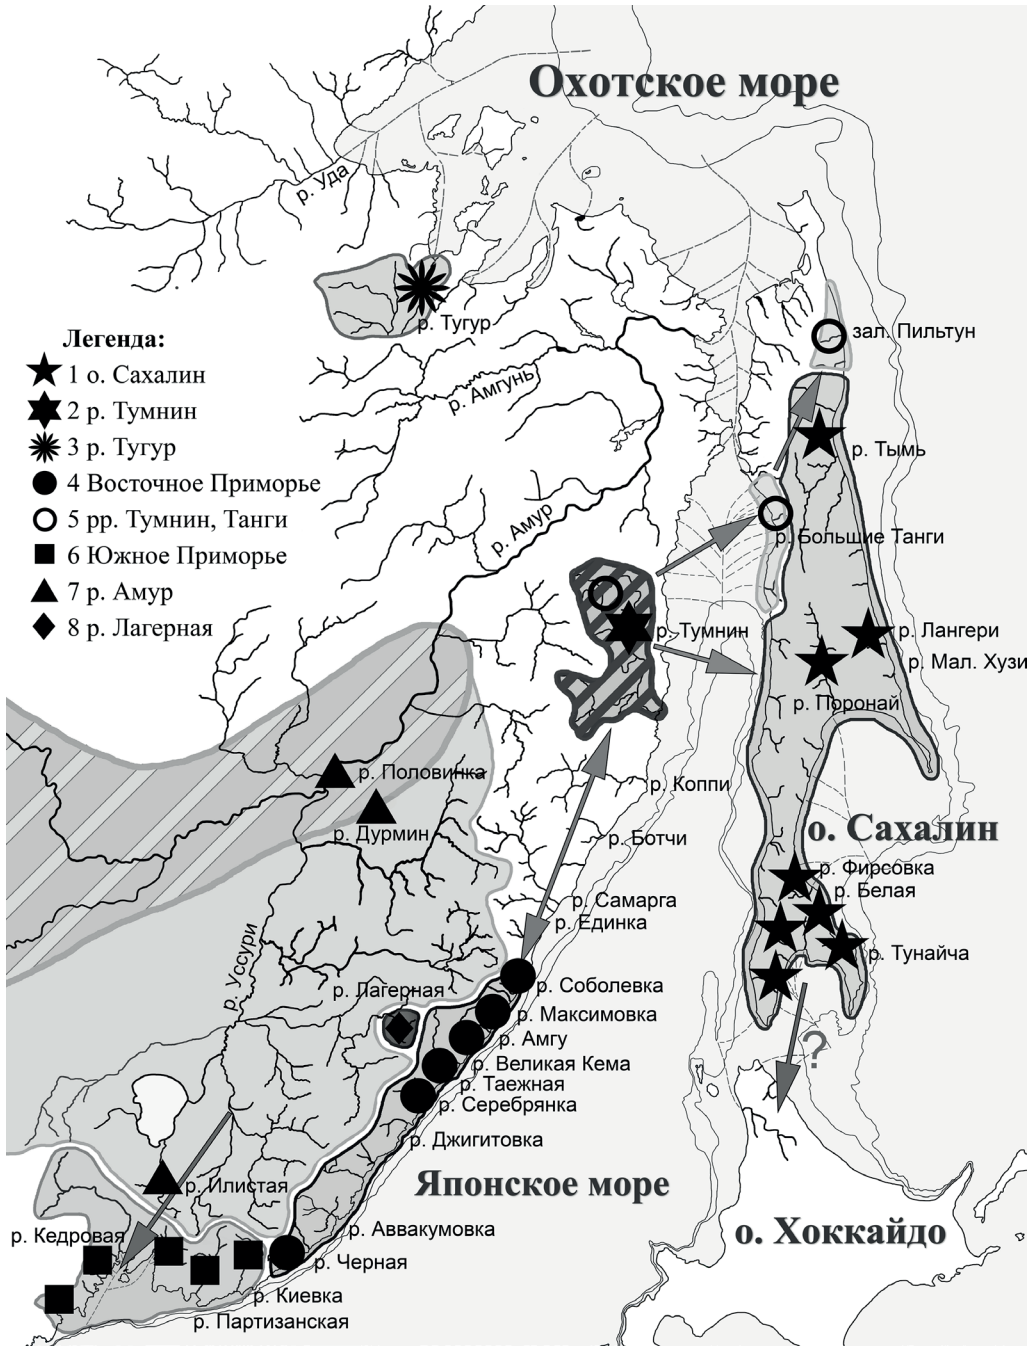 Охотское море
р. Уда
р. Тугур
зал. Пильтун
Легенда:
1 о. Сахалин
2 р. Тумнин
3 р. Тугур
4 Восточное Приморье
5 рр. Тумнин, Танги
6 Южное Приморье
7 р. Амур
8 р. Лагерная
р. Амгунь
р. Тымь
р. Амур
р. Большие Танги
р. Тумнин
р. Лангери
р. Мал. Хузи
р. Поронай
р. Половинка
р. Коппи
р. Дурмин
р. Ботчи
о. Сахалин
р. Фирсовка
р. Белая
р. Самарга
р. Единка
р. Тунайча
р. Уссури
р. Лагерная
р. Соболевка
р. Максимовка
р. Амгу
?
р. Великая Кема
р. Таежная
р. Серебрянка
р. Джигитовка
Японское море
р. Илистая
р. Аввакумовка
о. Хоккайдо
р. Кедровая
р. Черная
р. Киевка
р. Партизанская